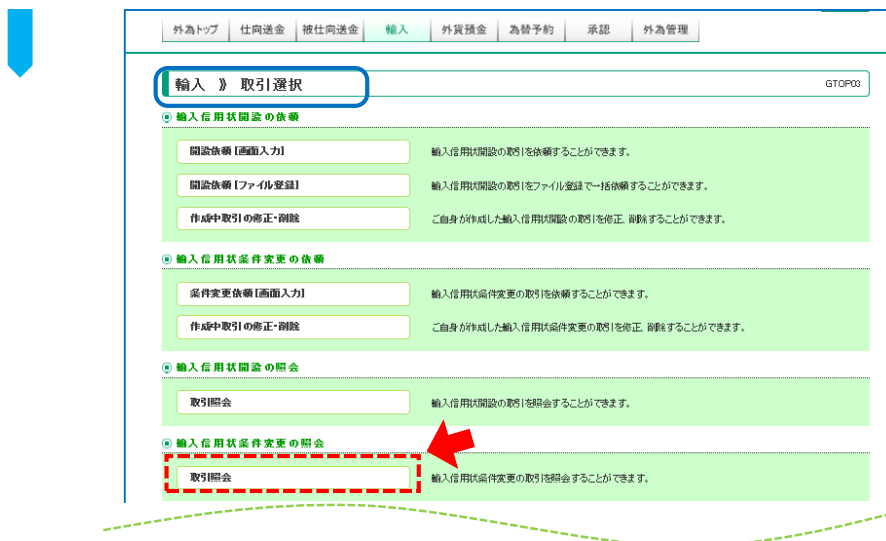 外為トップ 仕向送金 被仕向送金 輸入 外貨預金 為替予約 承認 外為管理
輸入 》 取引選択 GTOP03
輸入信用状開設の依頼
開設依頼[画面入力] 輸入信用状開設の取引を依頼することができます。
開設依頼[ファイル登録] 輸入信用状開設の取引をファイル登録で一括依頼することができます。
作成中取引の修正・削除 ご自身が作成した輸入信用状開設の取引を修正、削除することができます。
輸入信用状条件変更の依頼
条件変更依頼[画面入力] 輸入信用状条件変更の取引を依頼することができます。
作成中取引の修正・削除 ご自身が作成した輸入信用状条件変更の取引を修正、削除することができます。
輸入信用状開設の照会
取引照会 輸入信用状開設の取引を照会することができます。
輸入信用状条件変更の照会
取引照会 輸入信用状条件変更の取引を照会することができます。